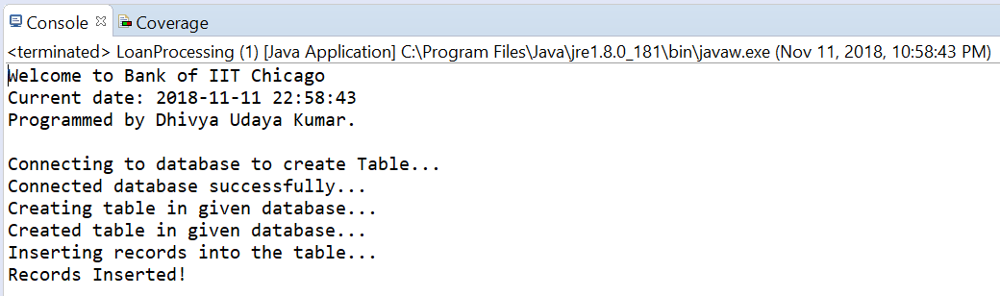 Console Coverage
<terminated> LoanProcessing (1) [Java Application] C:\Program Files\Java\jre1.8.0_181\bin\javaw.exe (Nov 11, 2018, 10:58:43 PM)
Welcome to Bank of IIT Chicago
Current date: 2018-11-11 22:58:43
Programmed by Dhivya Udaya Kumar.

Connecting to database to create Table...
Connected database successfully...
Creating table in given database...
Created table in given database...
Inserting records into the table...
Records Inserted!